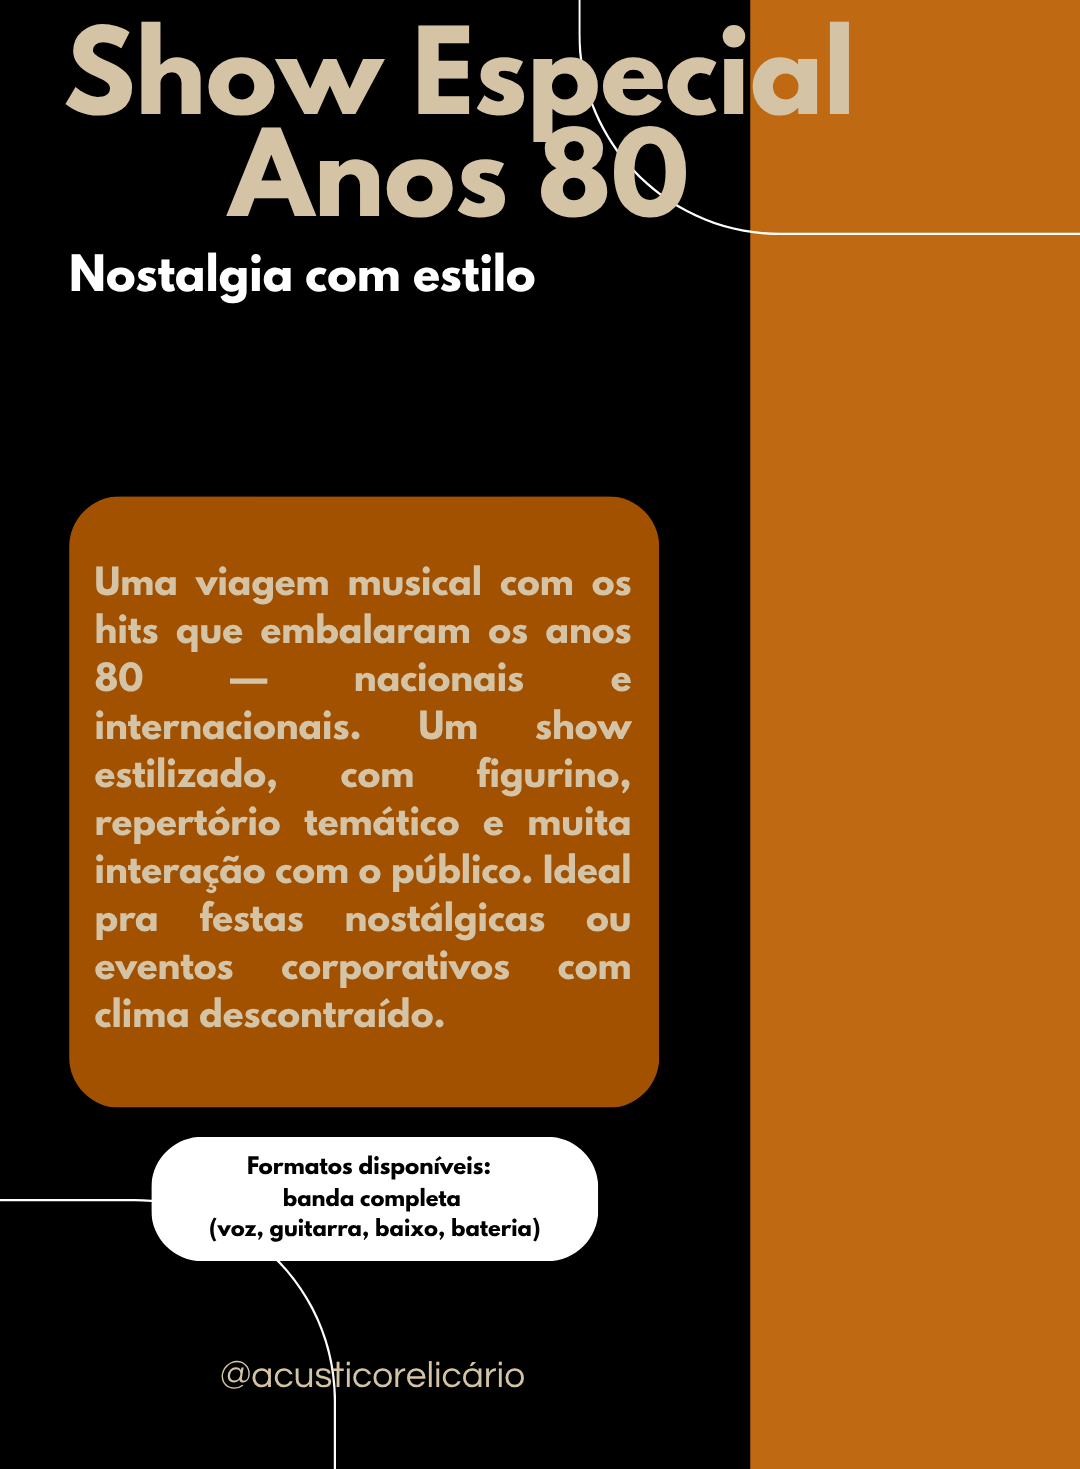 Show Especial
Anos 80
Nostalgia com estilo
Uma viagem musical com os
hits que embalaram os anos
80 — nacionais e
internacionais. Um show
estilizado, com figurino,
repertório temático e muita
interação com o público. Ideal
pra festas nostálgicas ou
eventos corporativos com
clima descontraído.
Formatos disponíveis:
banda completa
(voz, guitarra, baixo, bateria)
@acusticorelicário